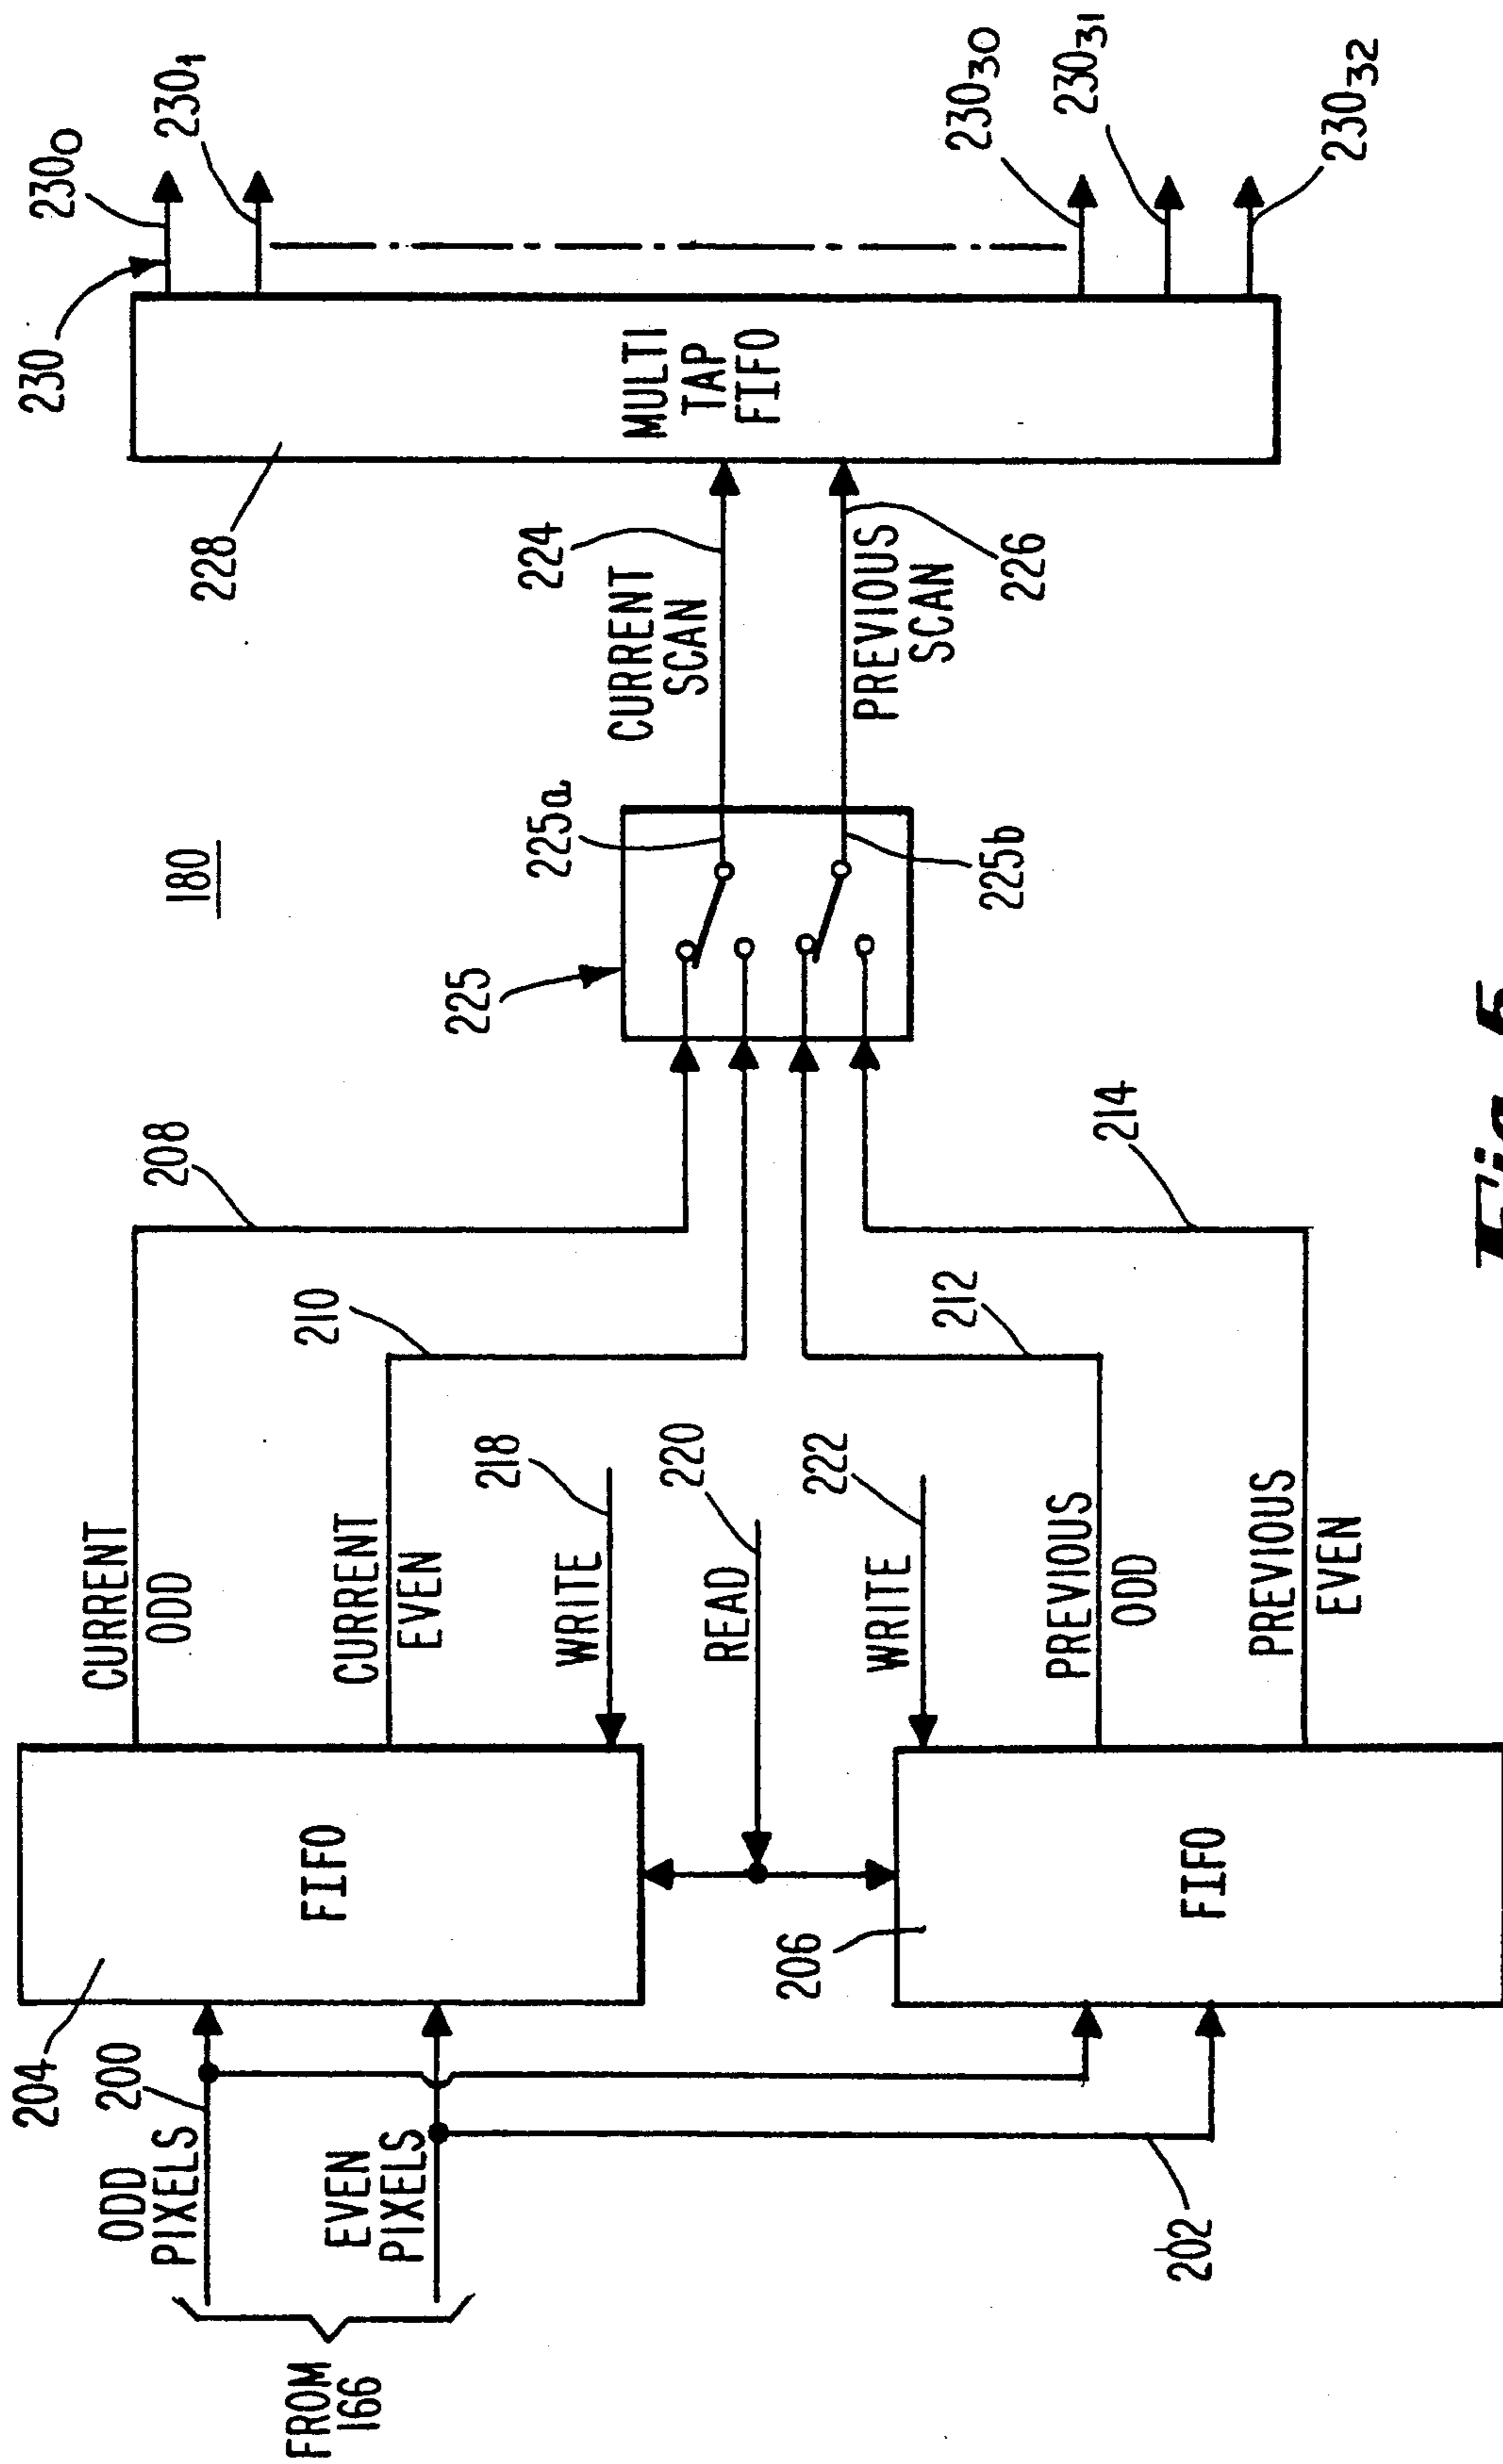 180
FROM
166
ODD
PIXELS
EVEN
PIXELS
200
202
204
FIFO
206
FIFO
CURRENT
ODD
208
CURRENT
EVEN
210
WRITE
218
READ
220
WRITE
222
PREVIOUS
ODD
212
PREVIOUS
EVEN
214
225
225a
225b
CURRENT
SCAN
224
PREVIOUS
SCAN
226
228
MULTI
TAP
FIFO
230
230₀
230₁
230₃₀
230₃₁
230₃₂
Fig. 5